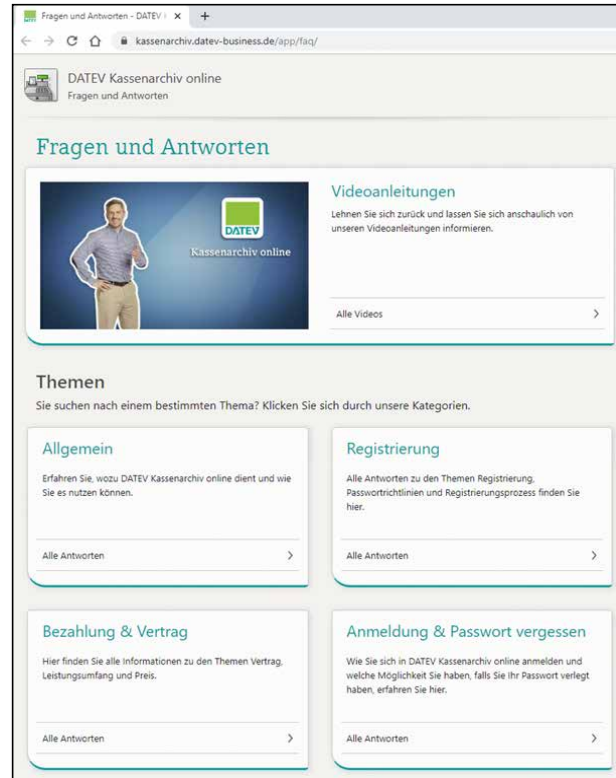 Fragen und Antworten - DATEV
kassenarchiv.datev-business.de/app/faq/
DATEV Kassenarchiv online
Fragen und Antworten
Fragen und Antworten
DATEV
Kassenarchiv online
Videoanleitungen
Lehnen Sie sich zurück und lassen Sie sich anschaulich von
unseren Videoanleitungen informieren.
Alle Videos
Themen
Sie suchen nach einem bestimmten Thema? Klicken Sie sich durch unsere Kategorien.
Allgemein
Erfahren Sie, wozu DATEV Kassenarchiv online dient und wie
Sie es nutzen können.
Alle Antworten
Registrierung
Alle Antworten zu den Themen Registrierung,
Passwortrichtlinien und Registrierungsprozess finden Sie
hier.
Alle Antworten
Bezahlung & Vertrag
Hier finden Sie alle Informationen zu den Themen Vertrag,
Leistungsumfang und Preis.
Alle Antworten
Anmeldung & Passwort vergessen
Wie Sie sich in DATEV Kassenarchiv online anmelden und
welche Möglichkeit Sie haben, falls Sie Ihr Passwort verlegt
haben, erfahren Sie hier.
Alle Antworten